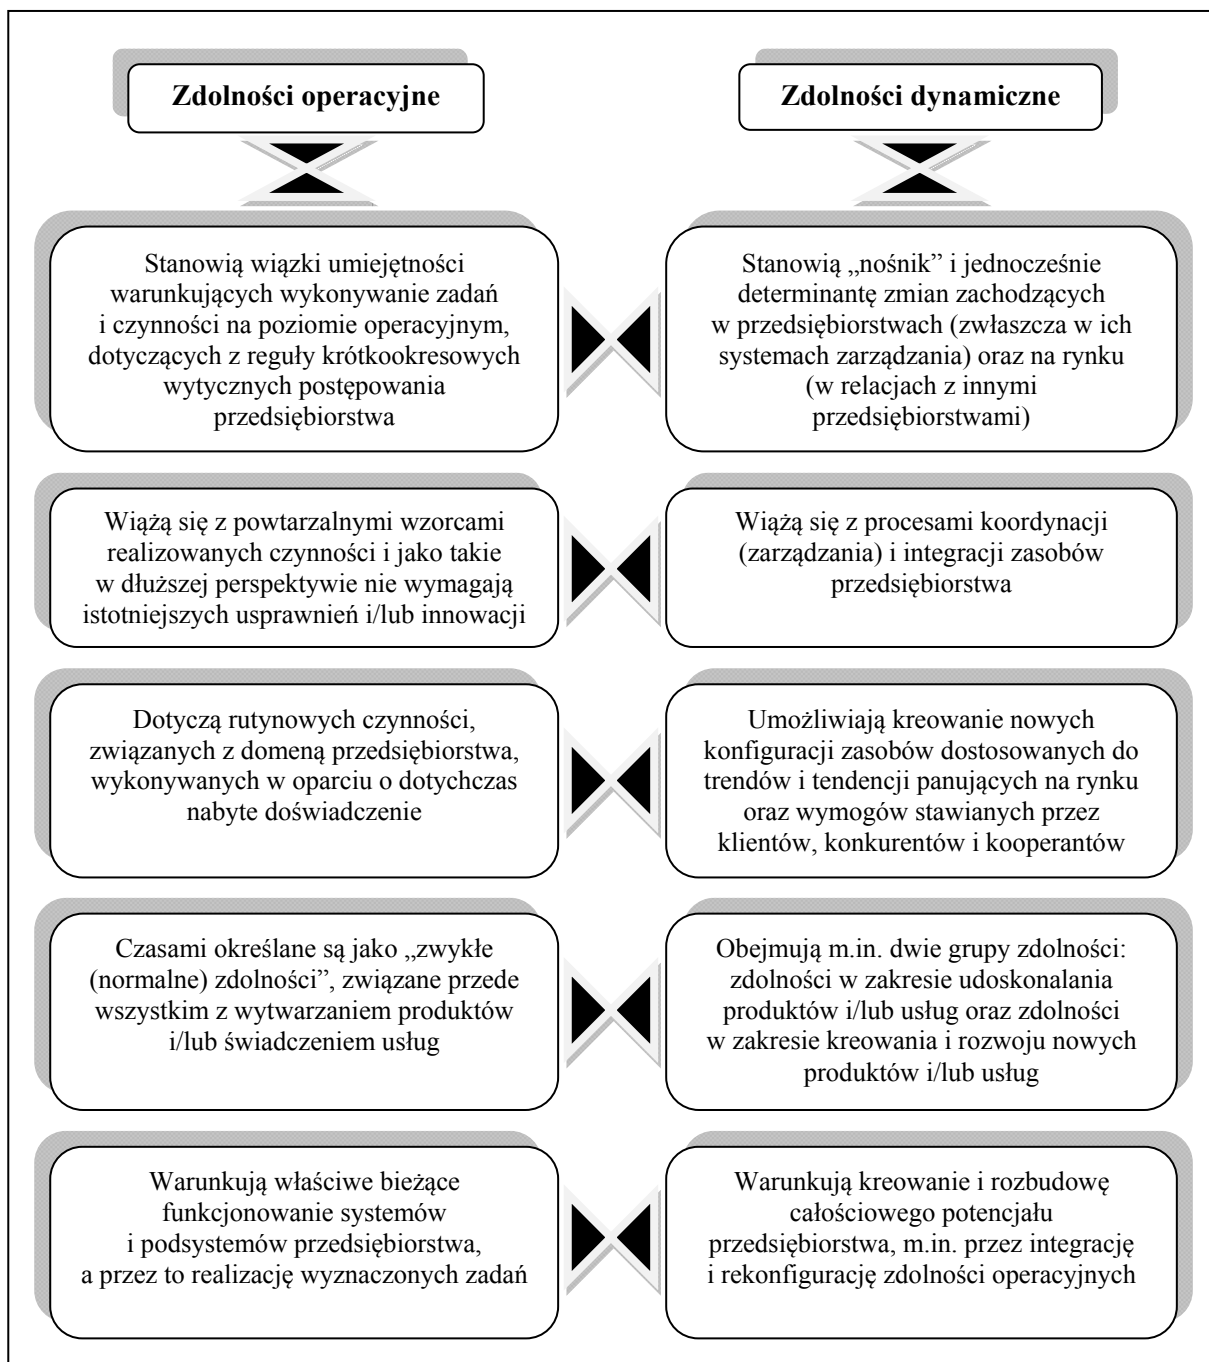 Zdolności operacyjne
Zdolności dynamiczne
Stanowią wiązki umiejętności
warunkujących wykonywanie zadań
i czynności na poziomie operacyjnym,
dotyczących z reguły krótkookresowych
wytycznych postępowania
przedsiębiorstwa
Stanowią „nośnik” i jednocześnie
determinantę zmian zachodzących
w przedsiębiorstwach (zwłaszcza w ich
systemach zarządzania) oraz na rynku
(w relacjach z innymi
przedsiębiorstwami)
Wiążą się z powtarzalnymi wzorcami
realizowanych czynności i jako takie
w dłuższej perspektywie nie wymagają
istotniejszych usprawnień i/lub innowacji
Wiążą się z procesami koordynacji
(zarządzania) i integracji zasobów
przedsiębiorstwa
Dotyczą rutynowych czynności,
związanych z domeną przedsiębiorstwa,
wykonywanych w oparciu o dotychczas
nabyte doświadczenie
Umożliwiają kreowanie nowych
konfiguracji zasobów dostosowanych do
trendów i tendencji panujących na rynku
oraz wymogów stawianych przez
klientów, konkurentów i kooperantów
Czasami określane są jako „zwykłe
(normalne) zdolności”, związane przede
wszystkim z wytwarzaniem produktów
i/lub świadczeniem usług
Obejmują m.in. dwie grupy zdolności:
zdolności w zakresie udoskonalania
produktów i/lub usług oraz zdolności
w zakresie kreowania i rozwoju nowych
produktów i/lub usług
Warunkują właściwe bieżące
funkcjonowanie systemów
i podsystemów przedsiębiorstwa,
a przez to realizację wyznaczonych zadań
Warunkują kreowanie i rozbudowę
całościowego potencjału
przedsiębiorstwa, m.in. przez integrację
i rekonfigurację zdolności operacyjnych